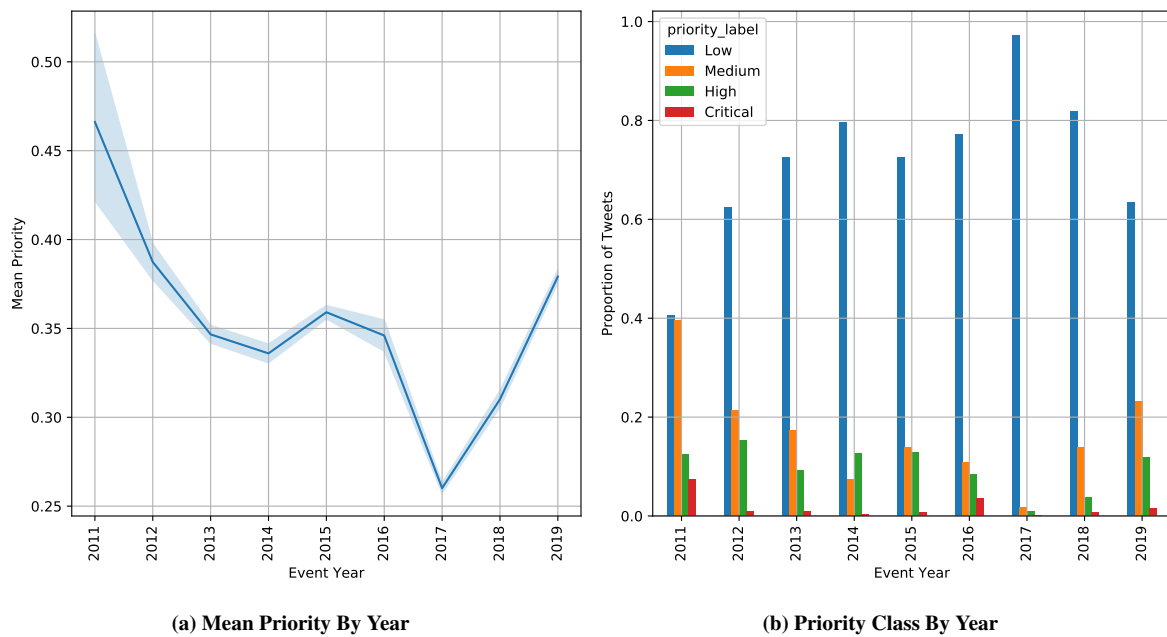 0.50
0.45
0.40
0.35
0.30
0.25
Mean Priority
2011
2012
2013
2014
2015
2016
2017
2018
2019
Event Year
(a) Mean Priority By Year
1.0
0.8
0.6
0.4
0.2
0.0
Proportion of Tweets
priority_label
Low
Medium
High
Critical
2011
2012
2013
2014
2015
2016
2017
2018
2019
Event Year
(b) Priority Class By Year